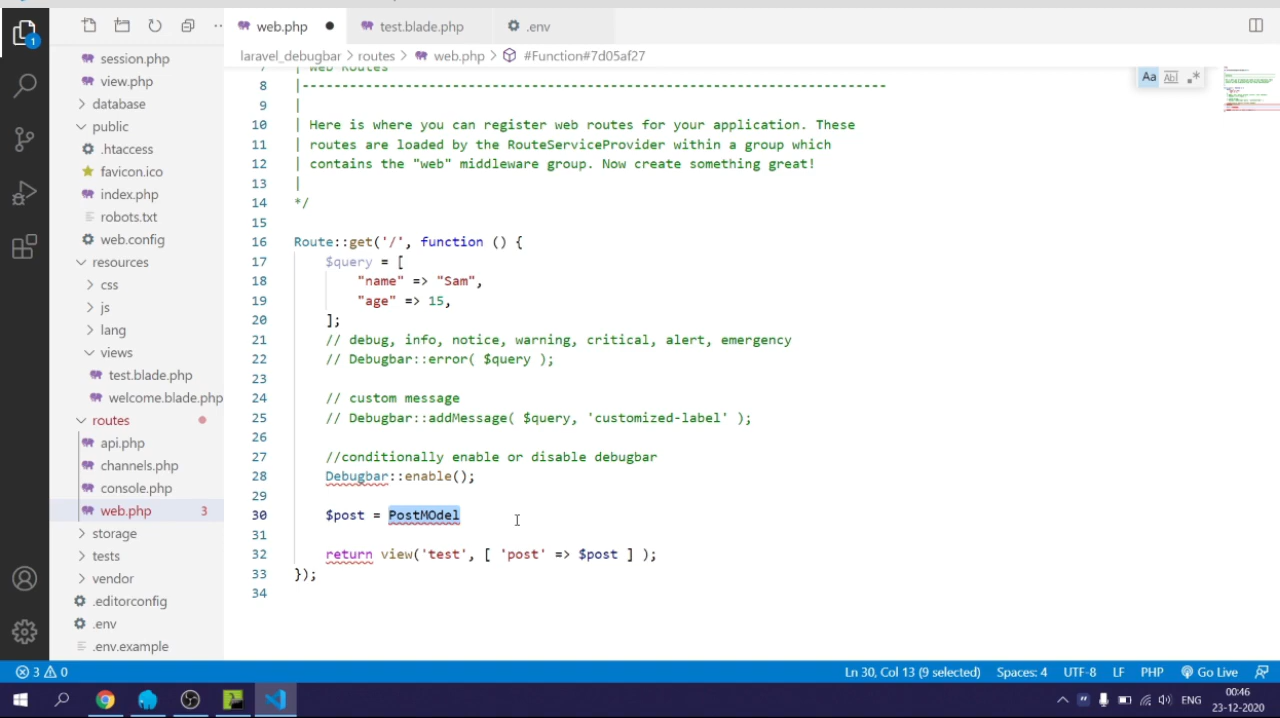 1
session.php
view.php
database
public
.htaccess
favicon.ico
index.php
robots.txt
web.config
resources
css
js
lang
views
test.blade.php
welcome.blade.php
routes
api.php
channels.php
console.php
web.php 3
storage
tests
vendor
.editorconfig
.env
.env.example
web.php
test.blade.php
.env
laravel_debugbar > routes > web.php > #Function#7d05af27
Aa Abl .*
7 | Web Routes
8 |--------------------------------------------------------------------------
9 |
10 | Here is where you can register web routes for your application. These
11 | routes are loaded by the RouteServiceProvider within a group which
12 | contains the "web" middleware group. Now create something great!
13 |
14 */
15
16 Route::get('/', function () {
17 $query = [
18 "name" => "Sam",
19 "age" => 15,
20 ];
21 // debug, info, notice, warning, critical, alert, emergency
22 // Debugbar::error( $query );
23
24 // custom message
25 // Debugbar::addMessage( $query, 'customized-label' );
26
27 //conditionally enable or disable debugbar
28 Debugbar::enable();
29
30 $post = PostMOdel
31
32 return view('test', [ 'post' => $post ] );
33 });
34
3 0 Ln 30, Col 13 (9 selected) Spaces: 4 UTF-8 LF PHP Go Live
ENG
00:46
23-12-2020